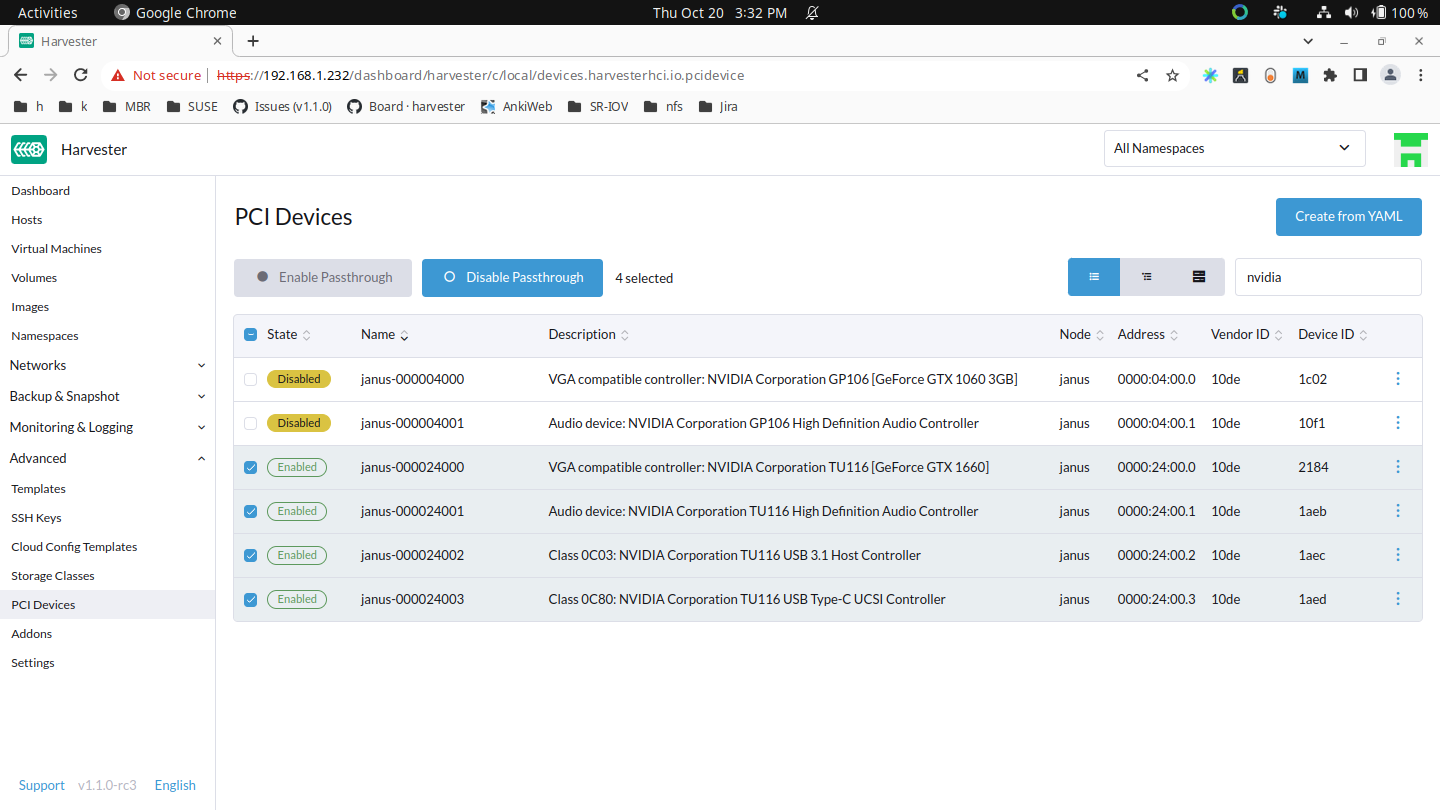 Activities Google Chrome Thu Oct 20 3:32 PM 100 %
Harvester
Not secure https://192.168.1.232/dashboard/harvester/c/local/devices.harvesterhci.io.pcidevice
h k MBR SUSE Issues (v1.1.0) Board · harvester AnkiWeb SR-IOV nfs Jira
Harvester All Namespaces
Dashboard
Hosts
Virtual Machines
Volumes
Images
Namespaces
Networks
Backup & Snapshot
Monitoring & Logging
Advanced
Templates
SSH Keys
Cloud Config Templates
Storage Classes
PCI Devices
Addons
Settings
Support v1.1.0-rc3 English
PCI Devices Create from YAML
Enable Passthrough Disable Passthrough 4 selected nvidia
State Name Description Node Address Vendor ID Device ID
Disabled janus-000004000 VGA compatible controller: NVIDIA Corporation GP106 [GeForce GTX 1060 3GB] janus 0000:04:00.0 10de 1c02
Disabled janus-000004001 Audio device: NVIDIA Corporation GP106 High Definition Audio Controller janus 0000:04:00.1 10de 10f1
Enabled janus-000024000 VGA compatible controller: NVIDIA Corporation TU116 [GeForce GTX 1660] janus 0000:24:00.0 10de 2184
Enabled janus-000024001 Audio device: NVIDIA Corporation TU116 High Definition Audio Controller janus 0000:24:00.1 10de 1aeb
Enabled janus-000024002 Class 0C03: NVIDIA Corporation TU116 USB 3.1 Host Controller janus 0000:24:00.2 10de 1aec
Enabled janus-000024003 Class 0C80: NVIDIA Corporation TU116 USB Type-C UCSI Controller janus 0000:24:00.3 10de 1aed